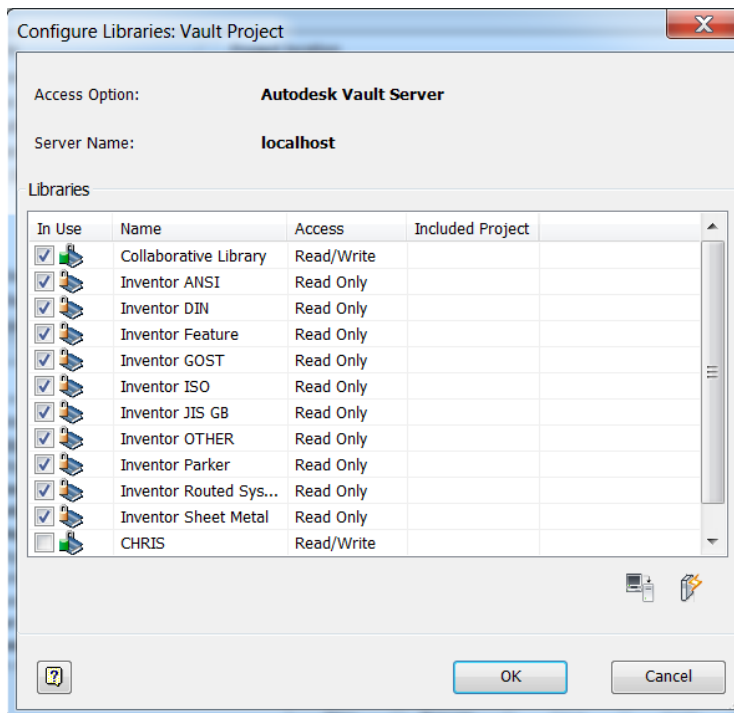 Configure Libraries: Vault Project
Access Option: Autodesk Vault Server
Server Name: localhost
Libraries
In Use Name Access Included Project
Collaborative Library Read/Write
Inventor ANSI Read Only
Inventor DIN Read Only
Inventor Feature Read Only
Inventor GOST Read Only
Inventor ISO Read Only
Inventor JIS GB Read Only
Inventor OTHER Read Only
Inventor Parker Read Only
Inventor Routed Sys... Read Only
Inventor Sheet Metal Read Only
CHRIS Read/Write
OK Cancel